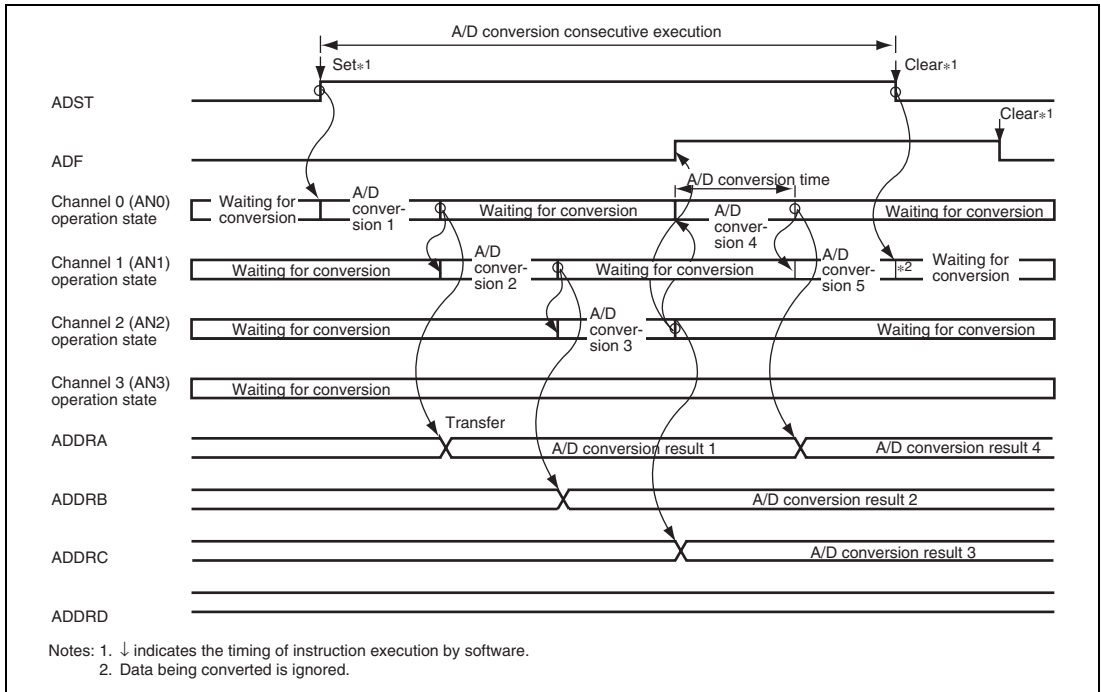 A/D conversion consecutive execution
Set*1
Clear*1
ADST
Clear*1
ADF
A/D conversion time
Channel 0 (AN0)
operation state
Waiting for
conversion
A/D
conver-
sion 1
Waiting for conversion
A/D
conver-
sion 4
Waiting for conversion
Channel 1 (AN1)
operation state
Waiting for conversion
A/D
conver-
sion 2
Waiting for conversion
A/D
conver-
sion 5
*2
Waiting for
conversion
Channel 2 (AN2)
operation state
Waiting for conversion
A/D
conver-
sion 3
Waiting for conversion
Channel 3 (AN3)
operation state
Waiting for conversion
Transfer
ADDRA
A/D conversion result 1
A/D conversion result 4
ADDRB
A/D conversion result 2
ADDRC
A/D conversion result 3
ADDRD
Notes: 1. ↓ indicates the timing of instruction execution by software.
2. Data being converted is ignored.